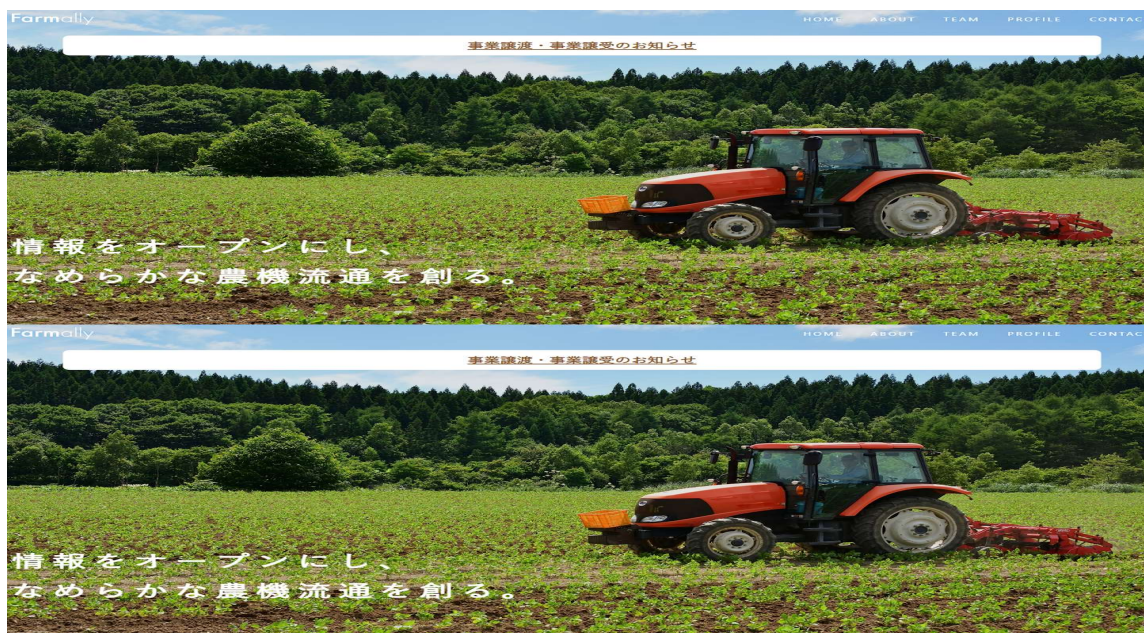 Farmally
HOME ABOUT TEAM PROFILE CONTAC
事業譲渡・事業譲受のお知らせ
情報をオープンにし、
なめらかな農機流通を創る。
Farmally
HOME ABOUT TEAM PROFILE CONTAC
事業譲渡・事業譲受のお知らせ
情報をオープンにし、
なめらかな農機流通を創る。